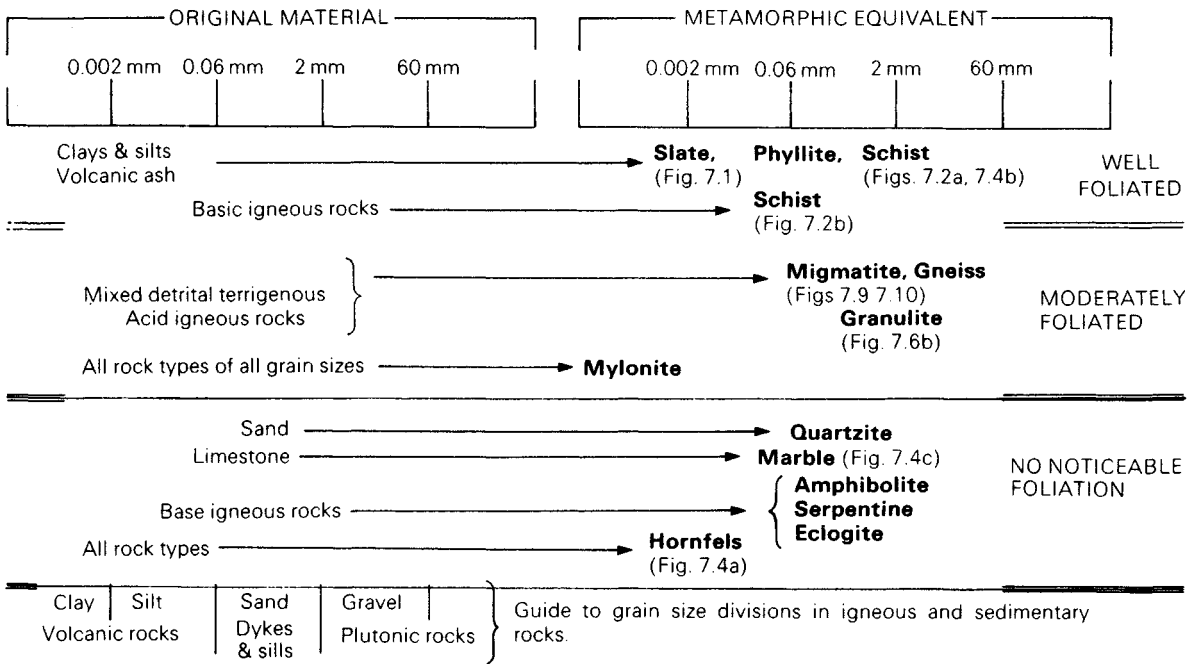 ORIGINAL MATERIAL
METAMORPHIC EQUIVALENT
0.002 mm 0.06 mm 2 mm 60 mm
0.002 mm 0.06 mm 2 mm 60 mm
Clays & silts
Volcanic ash
Slate, Phyllite, Schist
(Fig. 7.1) (Figs. 7.2a, 7.4b)
WELL
FOLIATED
Basic igneous rocks
Schist
(Fig. 7.2b)
Mixed detrital terrigenous
Acid igneous rocks
Migmatite, Gneiss
(Figs 7.9 7.10)
Granulite
(Fig. 7.6b)
MODERATELY
FOLIATED
All rock types of all grain sizes Mylonite
Sand Quartzite
Limestone Marble (Fig. 7.4c)
Base igneous rocks
Amphibolite
Serpentine
Eclogite
NO NOTICEABLE
FOLIATION
All rock types Hornfels
(Fig. 7.4a)
Clay Silt Sand Gravel
Volcanic rocks Dykes
& sills
Plutonic rocks
Guide to grain size divisions in igneous and sedimentary
rocks.